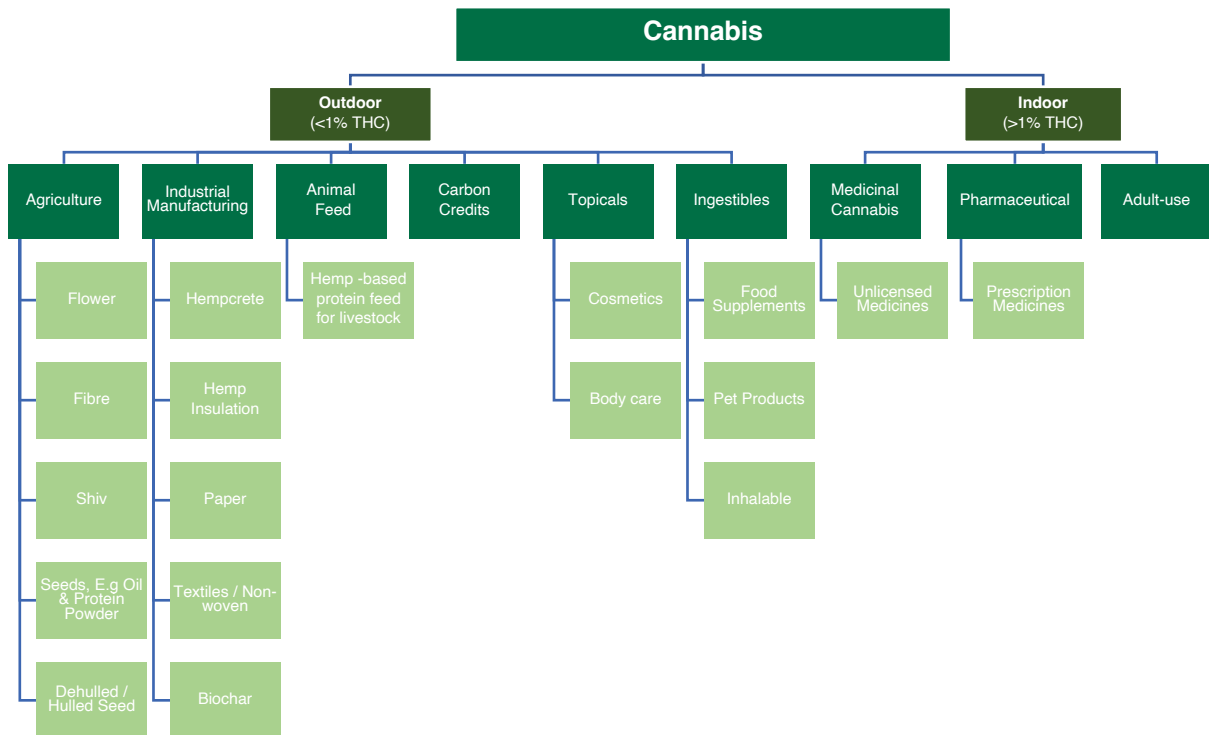 Cannabis
Outdoor
(<1% THC)
Indoor
(>1% THC)
Agriculture
Industrial
Manufacturing
Animal
Feed
Carbon
Credits
Topicals
Ingestibles
Medicinal
Cannabis
Pharmaceutical
Adult-use
Flower
Hempcrete
Hemp -based
protein feed
for livestock
Cosmetics
Food
Supplements
Unlicensed
Medicines
Prescription
Medicines
Fibre
Hemp
Insulation
Body care
Pet Products
Shiv
Paper
Inhalable
Seeds, E.g Oil
& Protein
Powder
Textiles / Non-
woven
Dehulled /
Hulled Seed
Biochar